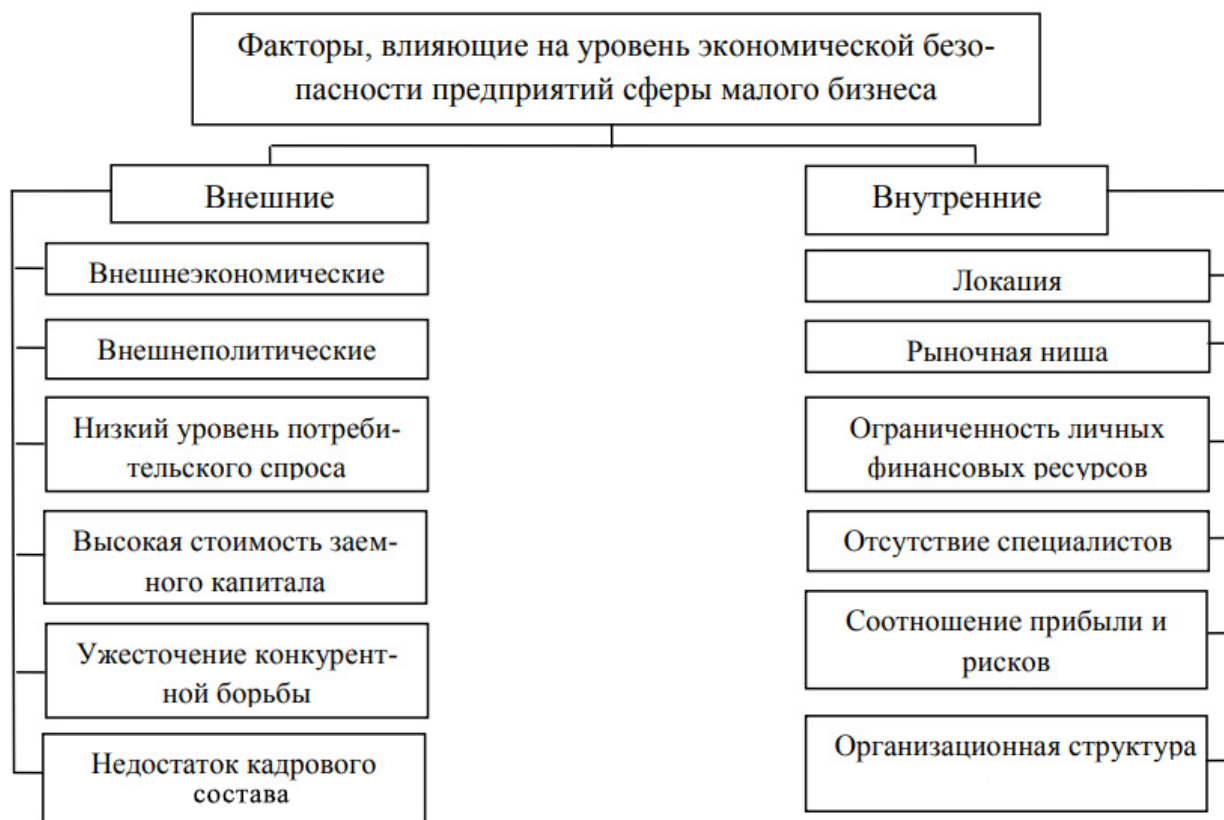 Факторы, влияющие на уровень экономической безо-
пасности предприятий сферы малого бизнеса
Внешние
Внешнеэкономические
Внешнеполитические
Низкий уровень потреби-
тельского спроса
Высокая стоимость заем-
ного капитала
Ужесточение конкурент-
ной борьбы
Недостаток кадрового
состава
Внутренние
Локация
Рыночная ниша
Ограниченность личных
финансовых ресурсов
Отсутствие специалистов
Соотношение прибыли и
рисков
Организационная структура